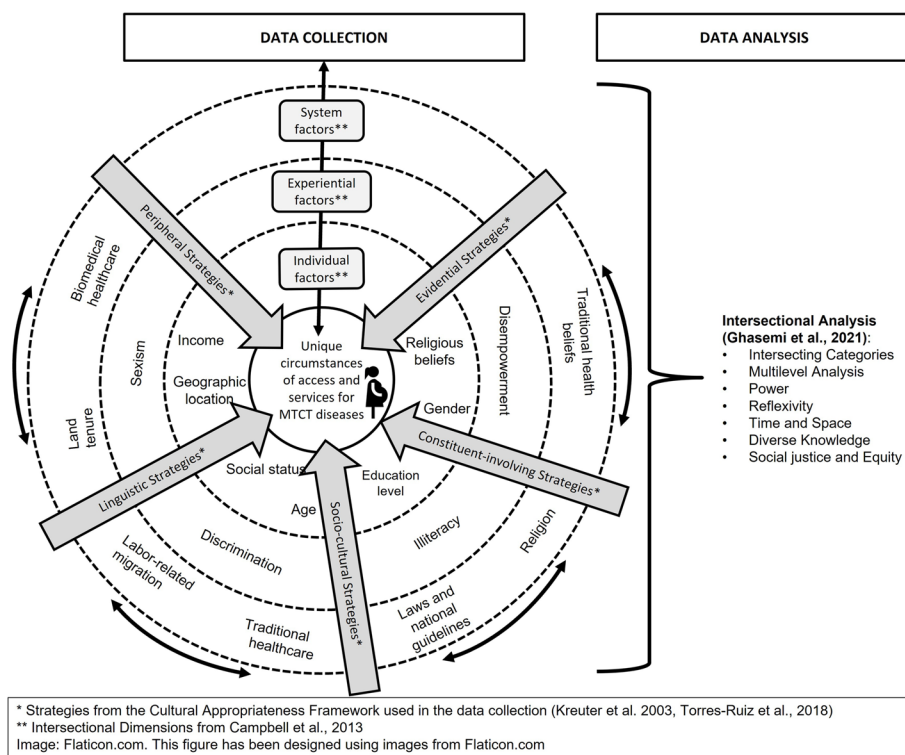 DATA COLLECTION
DATA ANALYSIS
System
factors**
Experiential
factors**
Individual
factors**
Peripheral Strategies*
Evidential Strategies*
Biomedical
healthcare
Sexism
Income
Geographic
location
Unique
circumstances
of access and
services for
MTCT diseases
Religious
beliefs
Gender
Disempowerment
Traditional health
beliefs
Land
tenure
Linguistic Strategies*
Social status
Age
Education
level
Constituent-involving Strategies*
Socio-cultural Strategies*
Discrimination
Illiteracy
Religion
Labor-related
migration
Traditional
healthcare
Laws and
national
guidelines
Intersectional Analysis
(Ghasemi et al., 2021):
• Intersecting Categories
• Multilevel Analysis
• Power
• Reflexivity
• Time and Space
• Diverse Knowledge
• Social justice and Equity
* Strategies from the Cultural Appropriateness Framework used in the data collection (Kreuter et al. 2003, Torres-Ruiz et al., 2018)
** Intersectional Dimensions from Campbell et al., 2013
Image: Flaticon.com. This figure has been designed using images from Flaticon.com